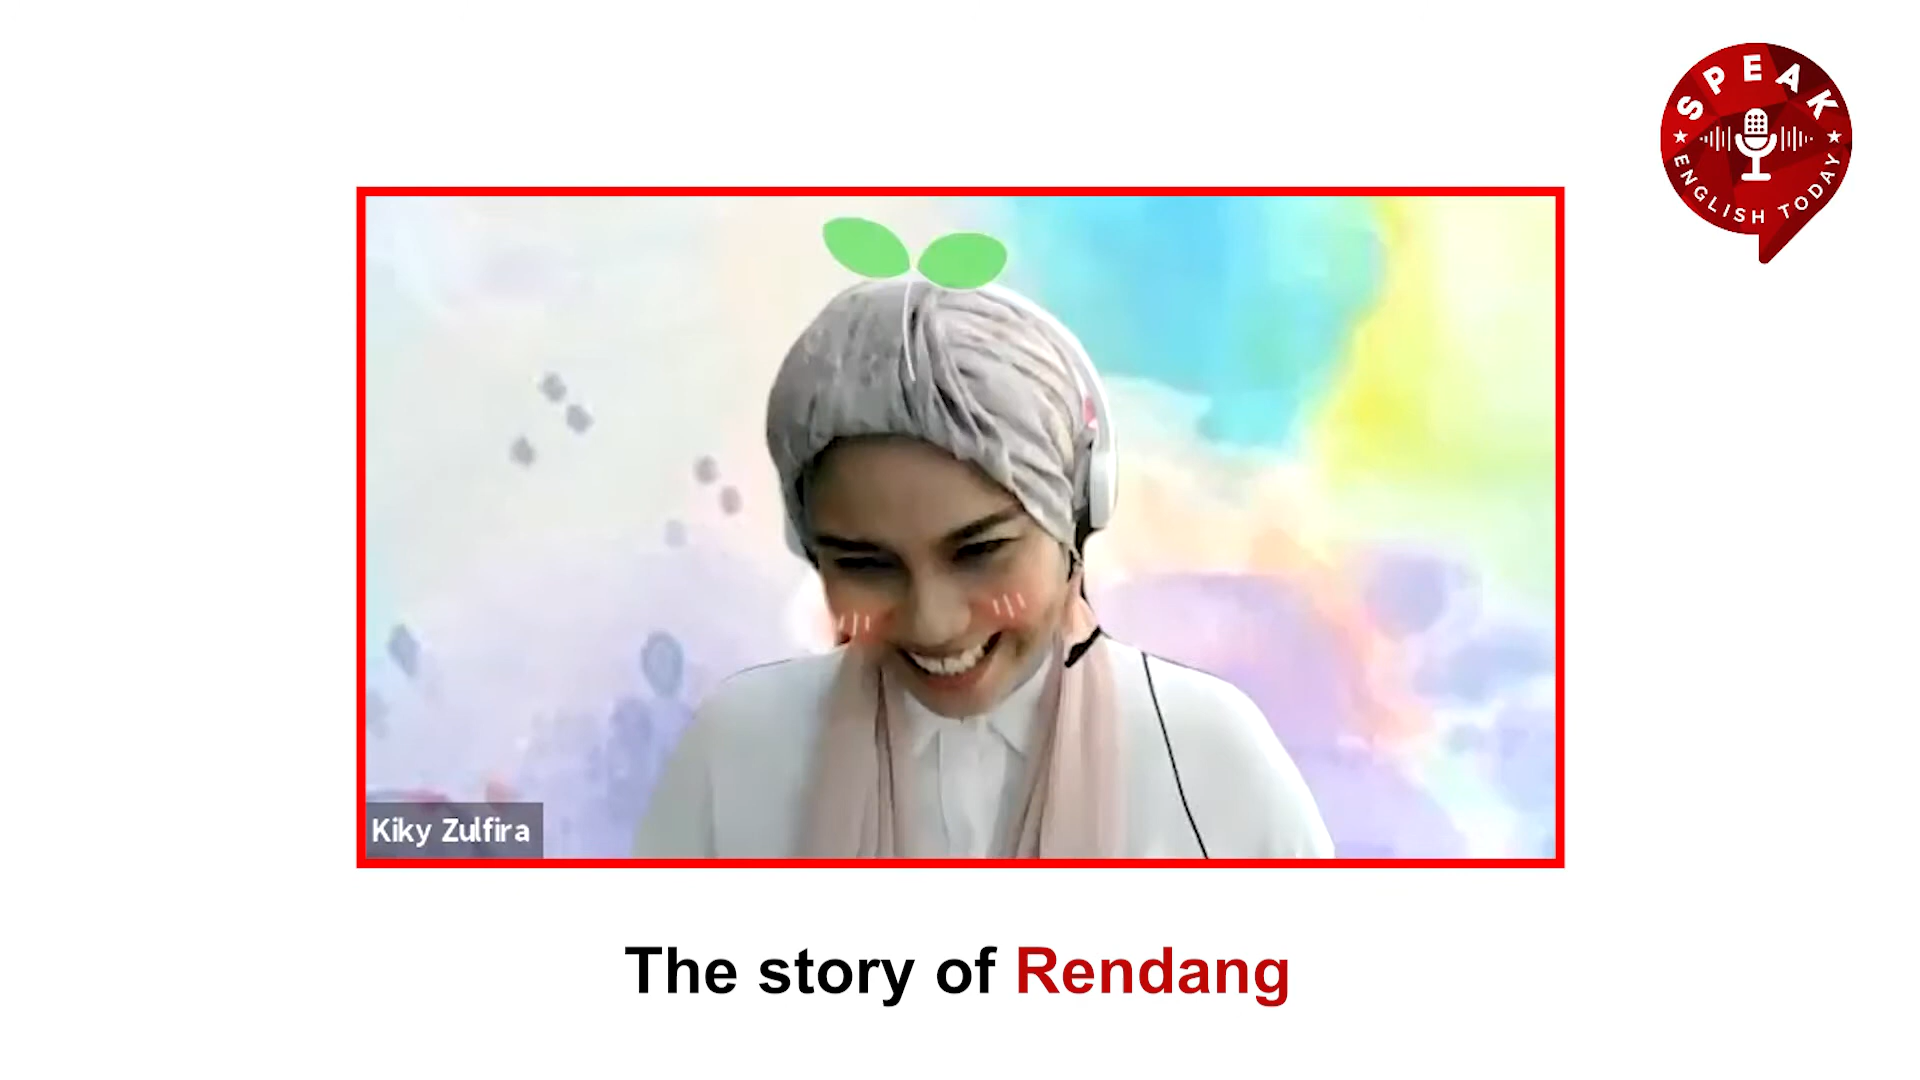 SPEAK
ENGLISH TODAY
Kiky Zulfira
The story of Rendang